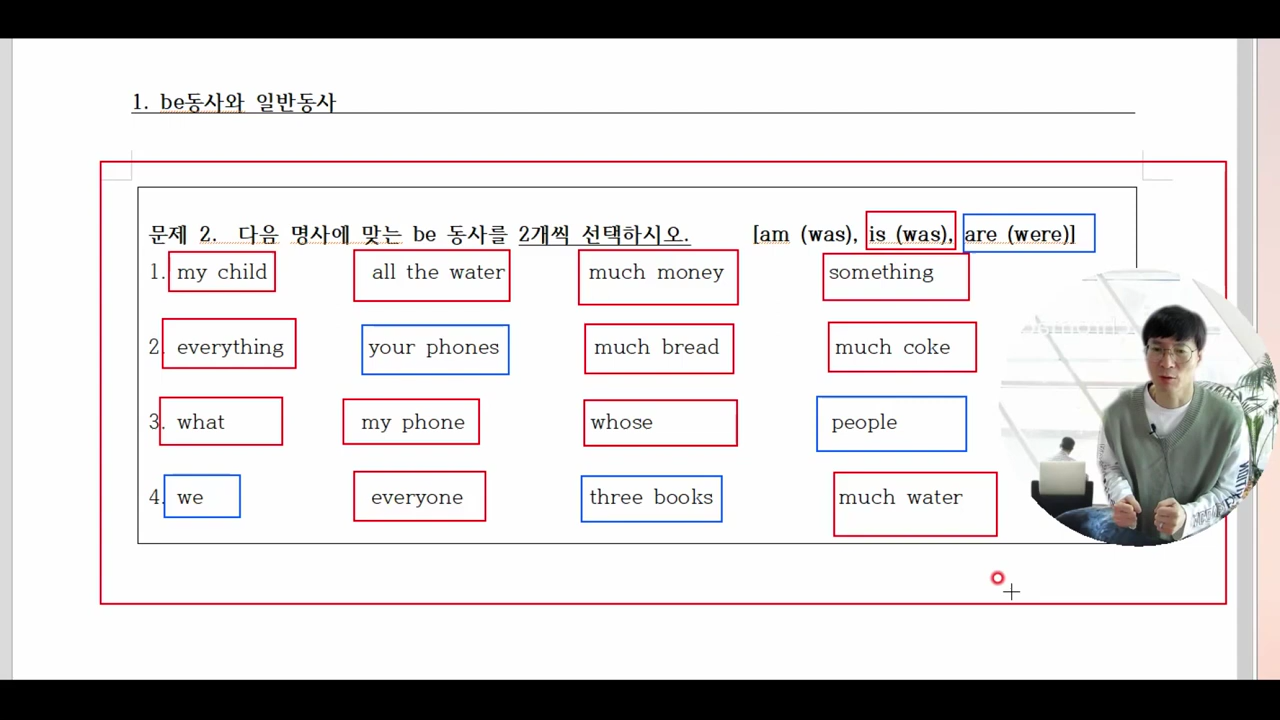 1. be동사와 일반동사
문제 2. 다음 명사에 맞는 be 동사를 2개씩 선택하시오. [am (was), is (was), are (were)]
1. my child all the water much money something
2. everything your phones much bread much coke
3. what my phone whose people
4. we everyone three books much water